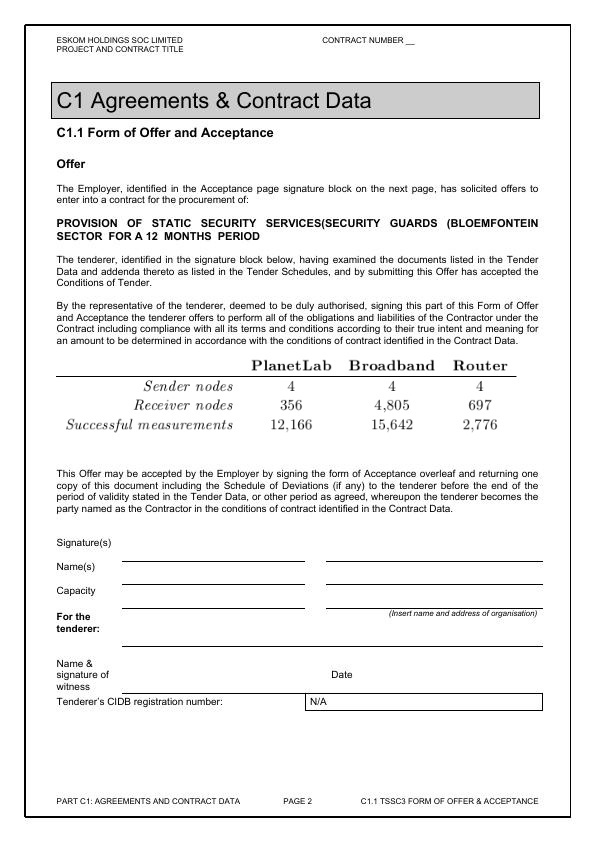 ESKOM HOLDINGS SOC LIMITED CONTRACT NUMBER __
PROJECT AND CONTRACT TITLE
C1 Agreements & Contract Data
C1.1 Form of Offer and Acceptance
Offer
The Employer, identified in the Acceptance page signature block on the next page, has solicited offers to
enter into a contract for the procurement of:
PROVISION OF STATIC SECURITY SERVICES(SECURITY GUARDS (BLOEMFONTEIN
SECTOR FOR A 12 MONTHS PERIOD
The tenderer, identified in the signature block below, having examined the documents listed in the Tender
Data and addenda thereto as listed in the Tender Schedules, and by submitting this Offer has accepted the
Conditions of Tender.
By the representative of the tenderer, deemed to be duly authorised, signing this part of this Form of Offer
and Acceptance the tenderer offers to perform all of the obligations and liabilities of the Contractor under the
Contract including compliance with all its terms and conditions according to their true intent and meaning for
an amount to be determined in accordance with the conditions of contract identified in the Contract Data.
PlanetLab Broadband Router
Sender nodes 4 4 4
Receiver nodes 356 4,805 697
Successful measurements 12,166 15,642 2,776
This Offer may be accepted by the Employer by signing the form of Acceptance overleaf and returning one
copy of this document including the Schedule of Deviations (if any) to the tenderer before the end of the
period of validity stated in the Tender Data, or other period as agreed, whereupon the tenderer becomes the
party named as the Contractor in the conditions of contract identified in the Contract Data.
Signature(s)
Name(s)
Capacity
For the
tenderer:
(Insert name and address of organisation)
Name &
signature of
witness
Date
Tenderer's CIDB registration number: N/A
PART C1: AGREEMENTS AND CONTRACT DATA PAGE 2 C1.1 TSSC3 FORM OF OFFER & ACCEPTANCE